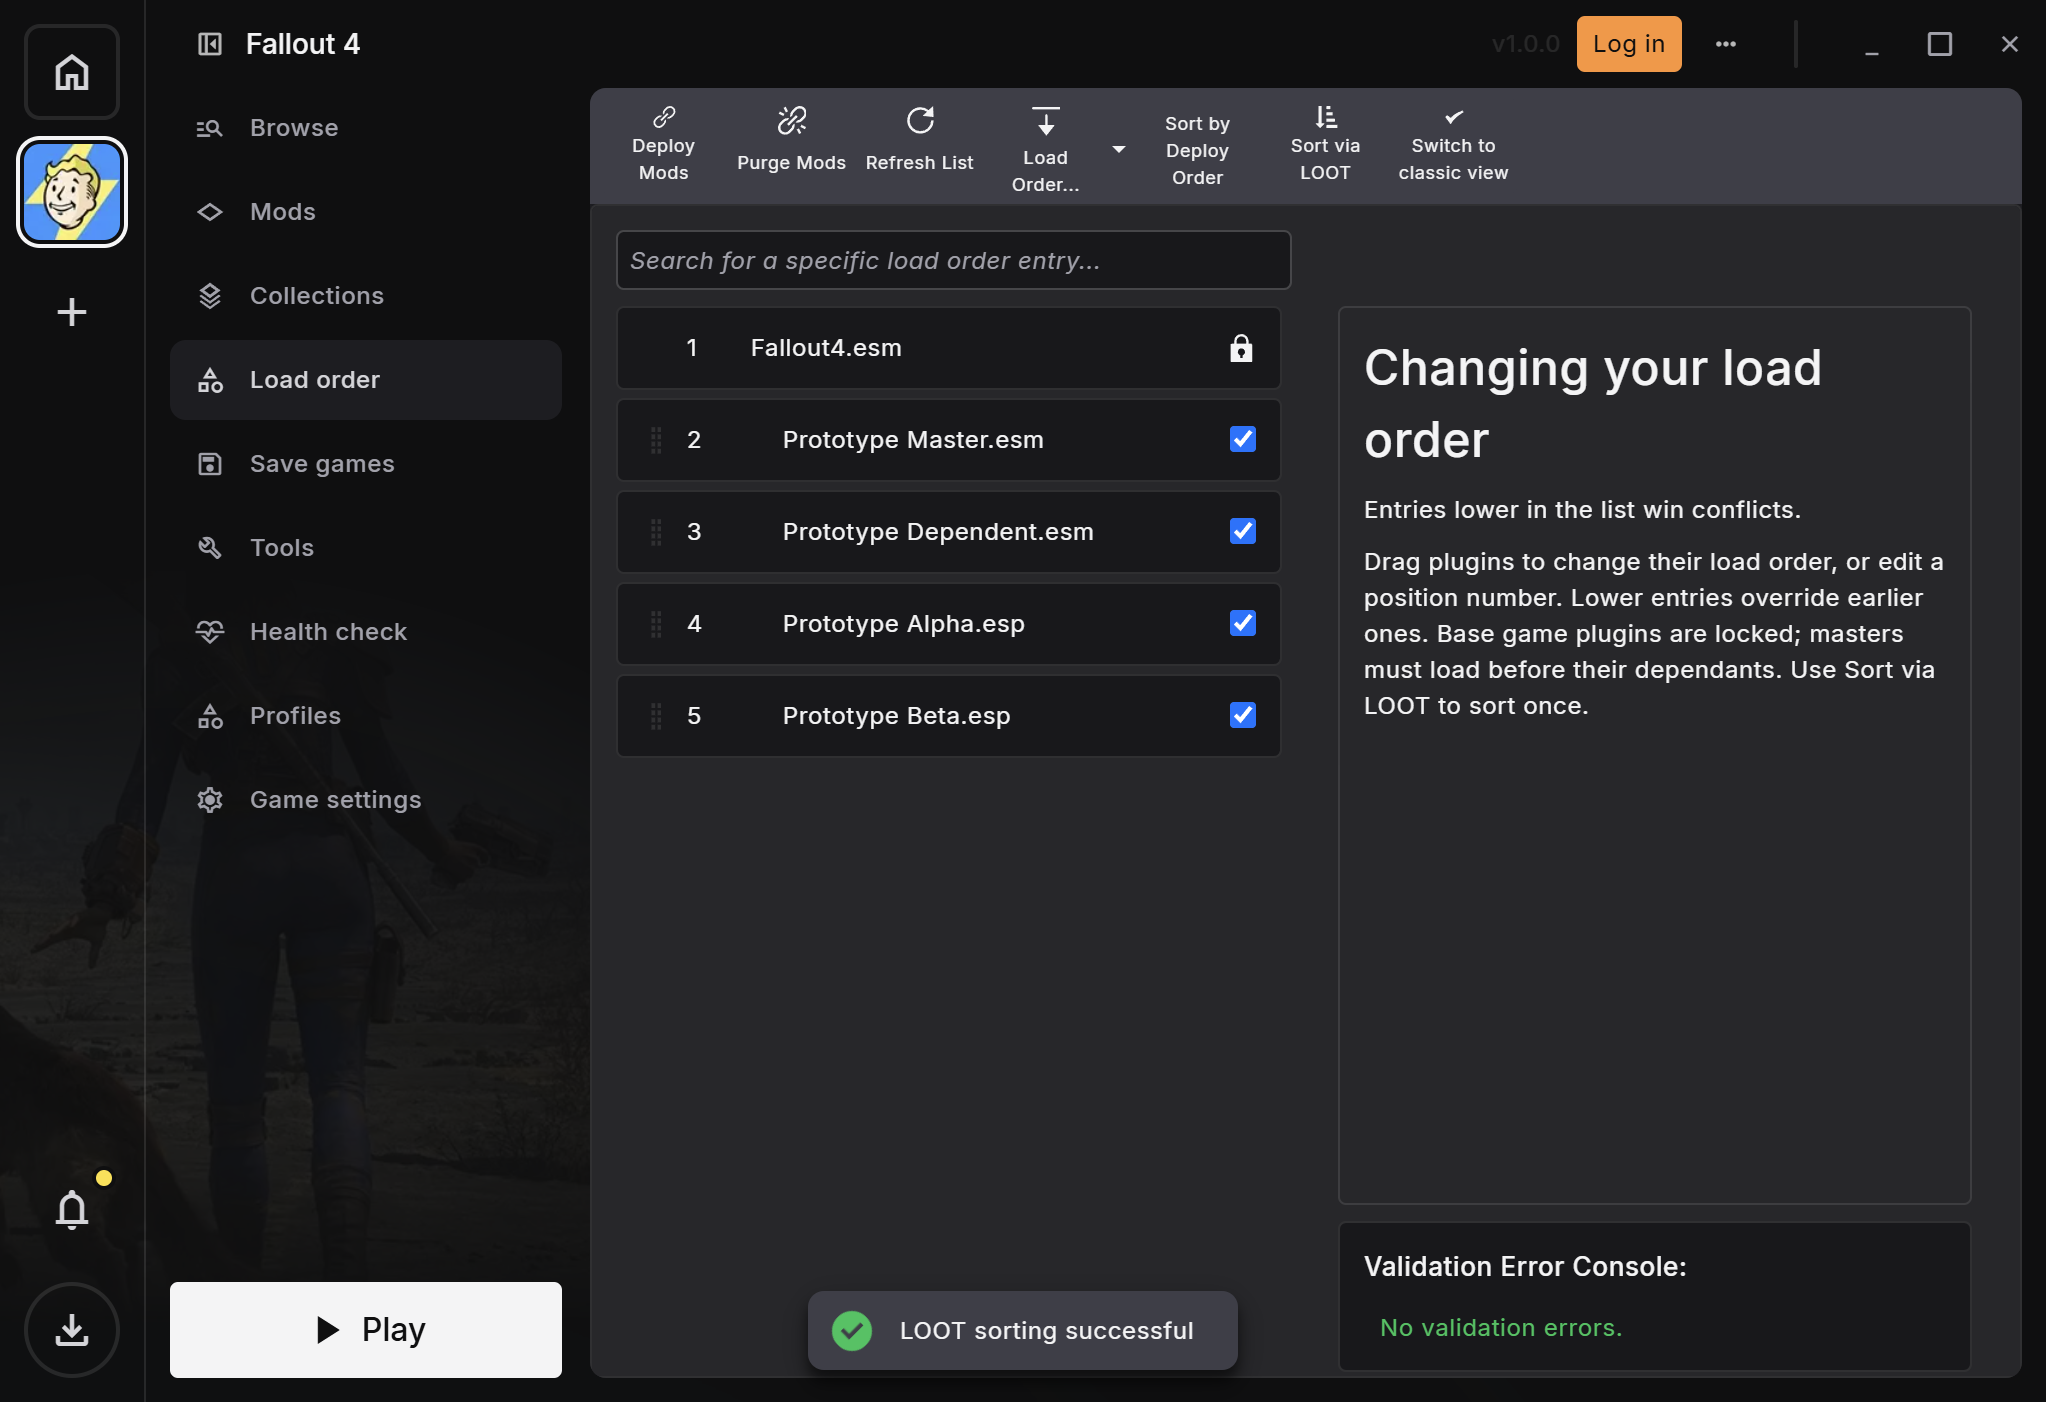 Fallout 4
v1.0.0
Log in
Browse
Mods
Collections
Load order
Save games
Tools
Health check
Profiles
Game settings
Play
Deploy
Mods
Purge Mods
Refresh List
Load
Order...
Sort by
Deploy
Order
Sort via
LOOT
Switch to
classic view
Search for a specific load order entry...
1 Fallout4.esm
2 Prototype Master.esm
3 Prototype Dependent.esm
4 Prototype Alpha.esp
5 Prototype Beta.esp
Changing your load
order
Entries lower in the list win conflicts.
Drag plugins to change their load order, or edit a
position number. Lower entries override earlier
ones. Base game plugins are locked; masters
must load before their dependants. Use Sort via
LOOT to sort once.
Validation Error Console:
No validation errors.
LOOT sorting successful